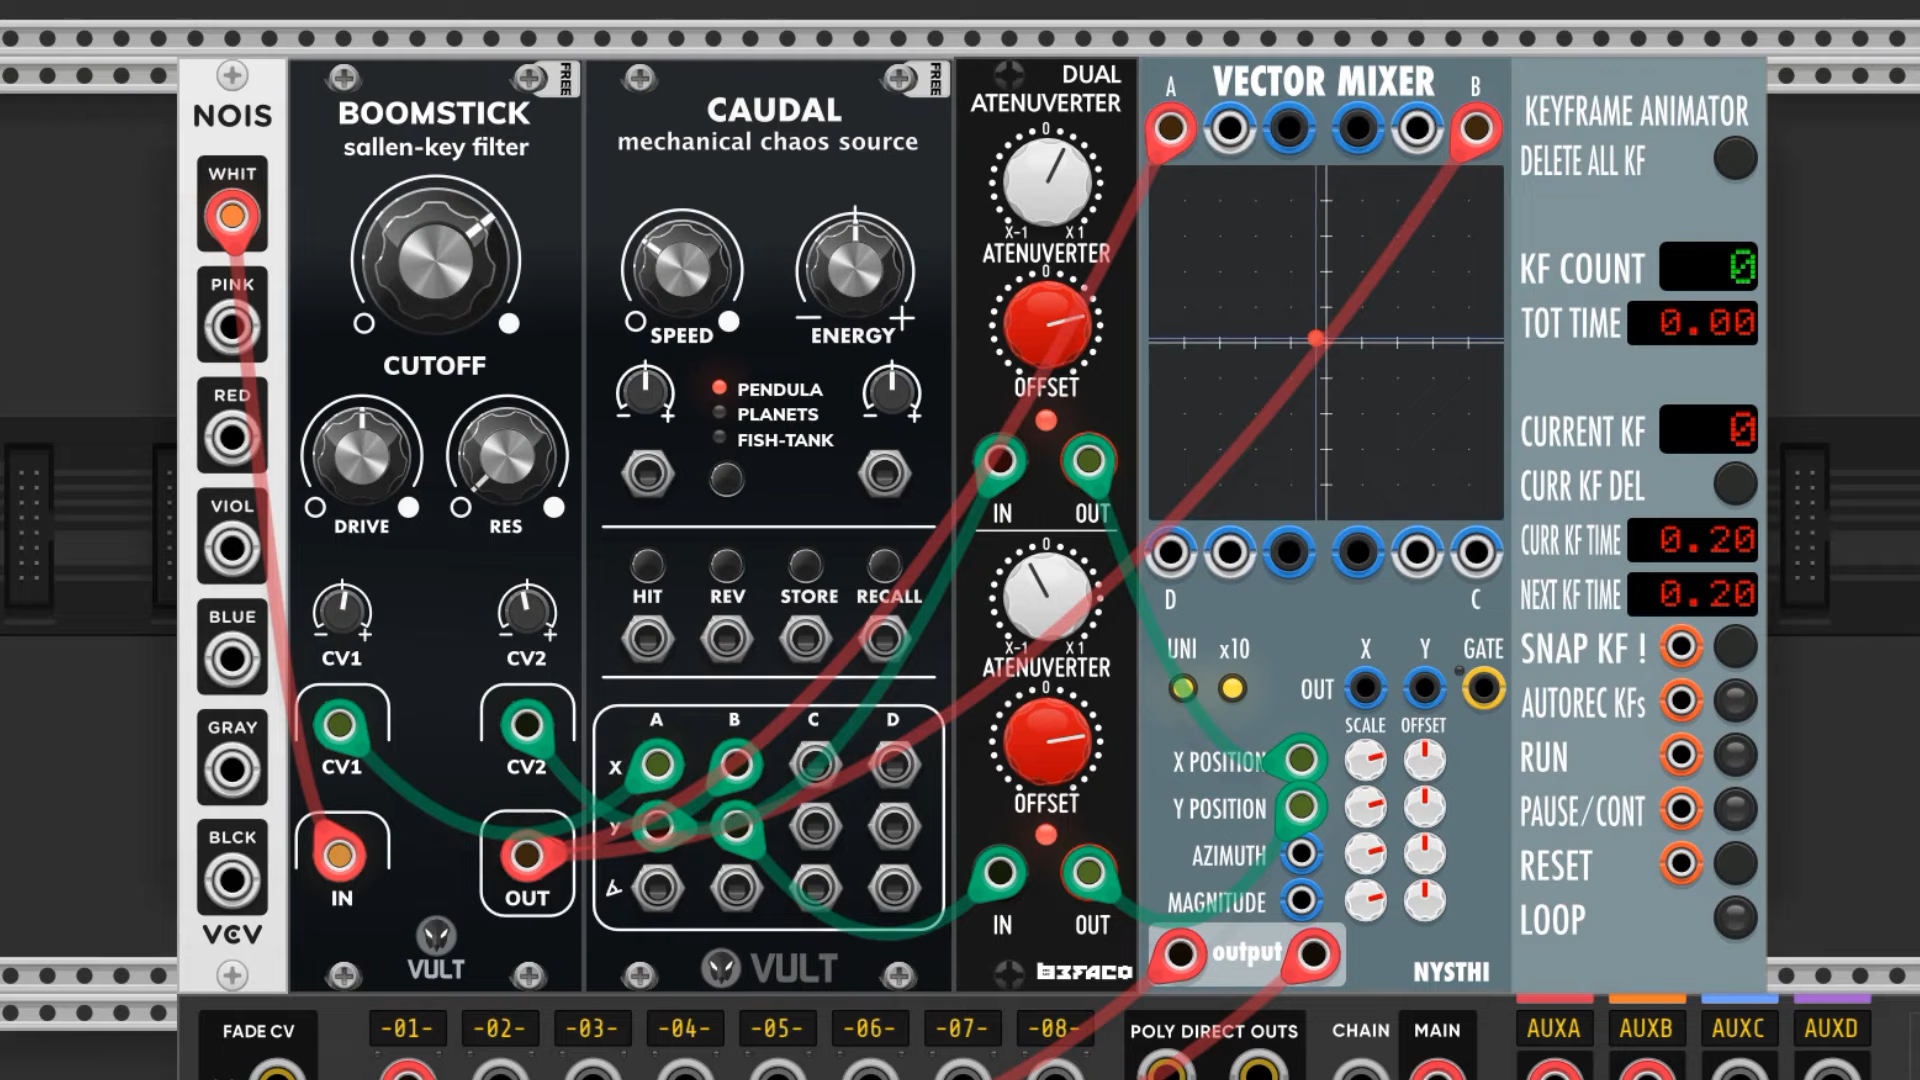 NOIS
WHIT
PINK
RED
VIOL
BLUE
GRAY
BLCK
VCV
FREE
BOOMSTICK
sallen-key filter
CUTOFF
DRIVE
RES
CV1
CV2
CV1
CV2
IN
OUT
VULT
FREE
CAUDAL
mechanical chaos source
SPEED
ENERGY
PENDULA
PLANETS
FISH-TANK
HIT
REV
STORE
RECALL
A
B
C
D
X
y
VULT
DUAL
ATENUVERTER
0
X-1
X 1
ATENUVERTER
0
OFFSET
IN
OUT
0
X-1
X 1
ATENUVERTER
0
OFFSET
IN
OUT
BEFACO
VECTOR MIXER
A
B
D
C
UNI
x10
X
Y
GATE
OUT
SCALE
OFFSET
X POSITION
Y POSITION
AZIMUTH
MAGNITUDE
output
NYSTHI
KEYFRAME ANIMATOR
DELETE ALL KF
KF COUNT 0
TOT TIME 0.00
CURRENT KF 0
CURR KF DEL
CURR KF TIME 0.20
NEXT KF TIME 0.20
SNAP KF !
AUTOREC KFs
RUN
PAUSE/CONT
RESET
LOOP
FADE CV
-01-
-02-
-03-
-04-
-05-
-06-
-07-
-08-
POLY DIRECT OUTS
CHAIN
MAIN
AUXA
AUXB
AUXC
AUXD